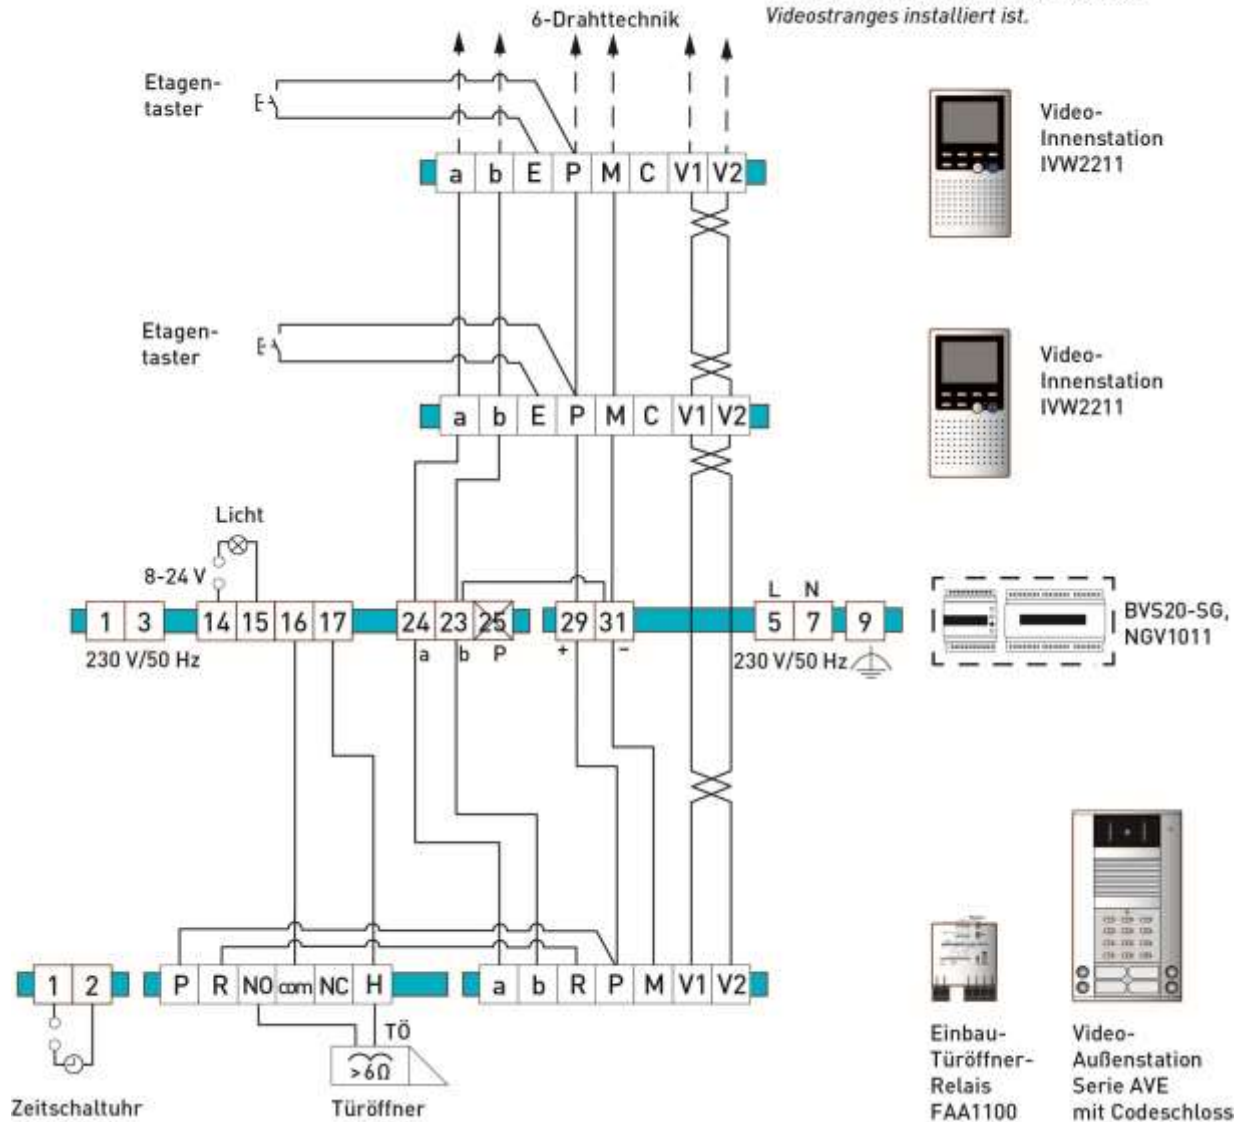 6-Drahttechnik
Videostranges installiert ist.
Etagen-
taster
a b E P M C V1 V2
Video-
Innenstation
IVW2211
Etagen-
taster
a b E P M C V1 V2
Video-
Innenstation
IVW2211
Licht
8-24 V
L N
1 3 14 15 16 17 24 23 25 29 31 5 7 9
230 V/50 Hz a b P + − 230 V/50 Hz
BVS20-SG,
NGV1011
1 2 P R NO com NC H a b R P M V1 V2
TÖ
>6Ω
Zeitschaltuhr
Türöffner
Einbau-
Türöffner-
Relais
FAA1100
Video-
Außenstation
Serie AVE
mit Codeschloss